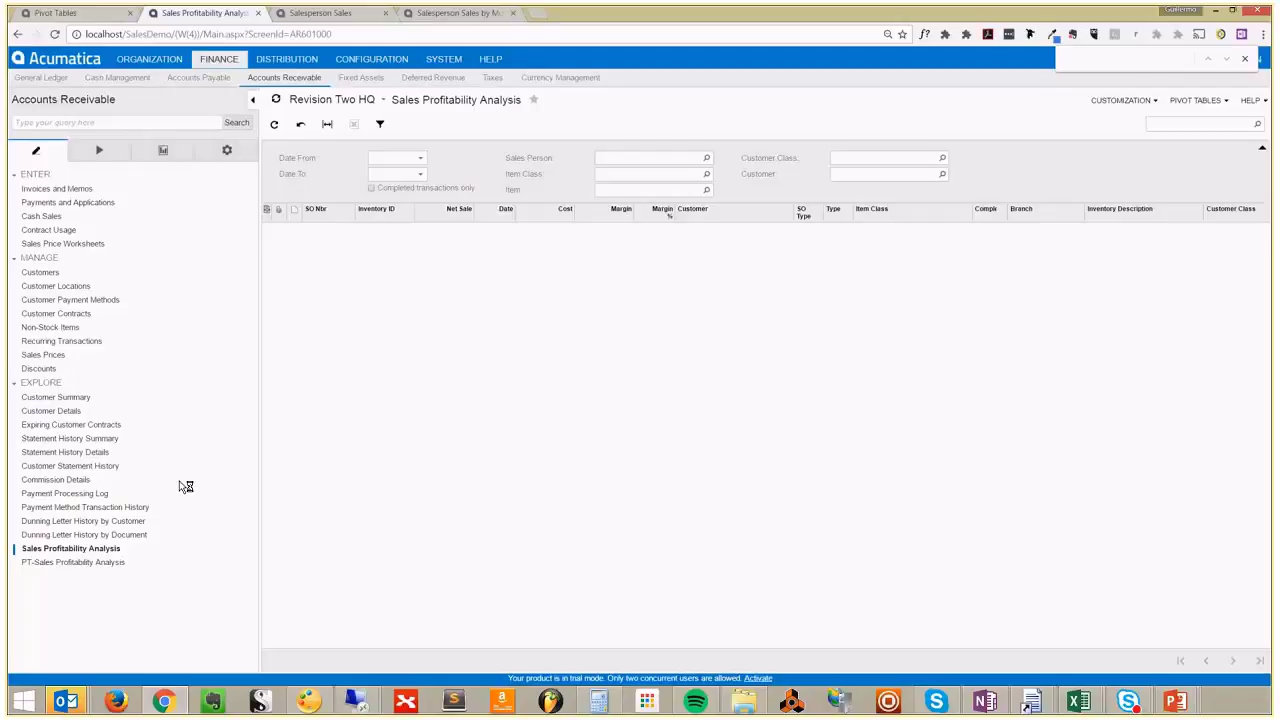 Pivot Tables
Sales Profitability Analysis
Salesperson Sales
Salesperson Sales by Mo
Guillermo
localhost/SalesDemo/(W(4))/Main.aspx?ScreenId=AR601000
Acumatica
ORGANIZATION FINANCE DISTRIBUTION CONFIGURATION SYSTEM HELP
General Ledger Cash Management Accounts Payable Accounts Receivable Fixed Assets Deferred Revenue Taxes Currency Management
Accounts Receivable
Revision Two HQ - Sales Profitability Analysis
CUSTOMIZATION PIVOT TABLES HELP
Type your query here Search
ENTER
Invoices and Memos
Payments and Applications
Cash Sales
Contract Usage
Sales Price Worksheets
MANAGE
Customers
Customer Locations
Customer Payment Methods
Customer Contracts
Non-Stock Items
Recurring Transactions
Sales Prices
Discounts
EXPLORE
Customer Summary
Customer Details
Expiring Customer Contracts
Statement History Summary
Statement History Details
Customer Statement History
Commission Details
Payment Processing Log
Payment Method Transaction History
Dunning Letter History by Customer
Dunning Letter History by Document
Sales Profitability Analysis
PT-Sales Profitability Analysis
Date From: Sales Person: Customer Class:
Date To: Item Class: Customer:
Completed transactions only Item
SO Nbr Inventory ID Net Sale Date Cost Margin Margin % Customer SO Type Type Item Class Comple Branch Inventory Description Customer Class
Your product is in trial mode. Only two concurrent users are allowed. Activate